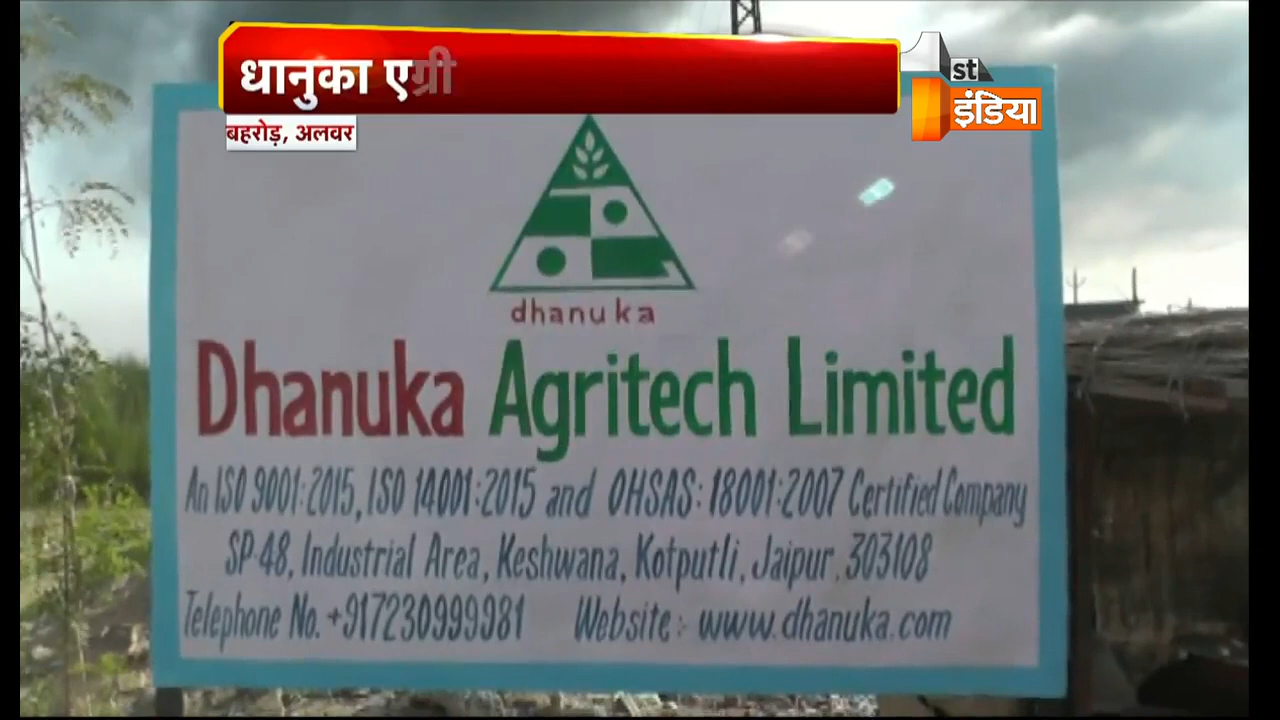 धानुका एग्री
1st
इंडिया
बहरोड़, अलवर
dhanuka
Dhanuka Agritech Limited
An ISO 9001:2015, ISO 14001:2015 and OHSAS: 18001:2007 Certified Company
SP-48, Industrial Area, Keshwana, Kotputli, Jaipur, 303108
Telephone No. +917230999981 Website:- www.dhanuka.com